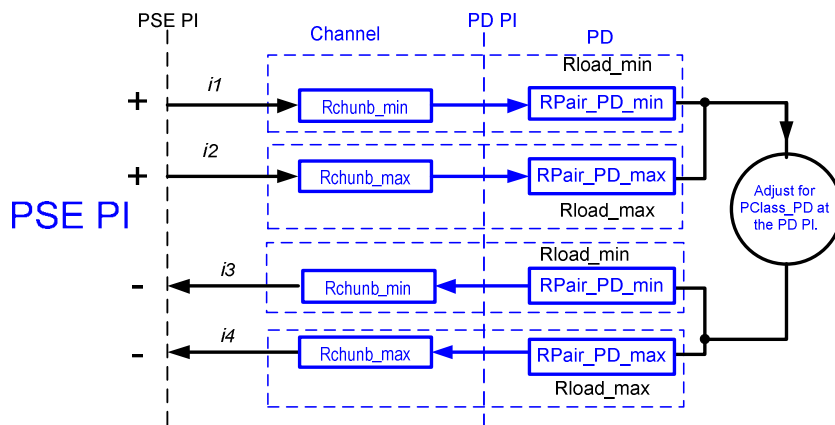 PSE PI
PD PI
Channel
PD
Rload_min
+
i1
Rchunb_min
RPair_PD_min
+
i2
Rchunb_max
RPair_PD_max
Rload_max
PSE PI
Adjust for
PClass_PD at
the PD PI.
Rload_min
-
i3
Rchunb_min
RPair_PD_min
-
i4
Rchunb_max
RPair_PD_max
Rload_max